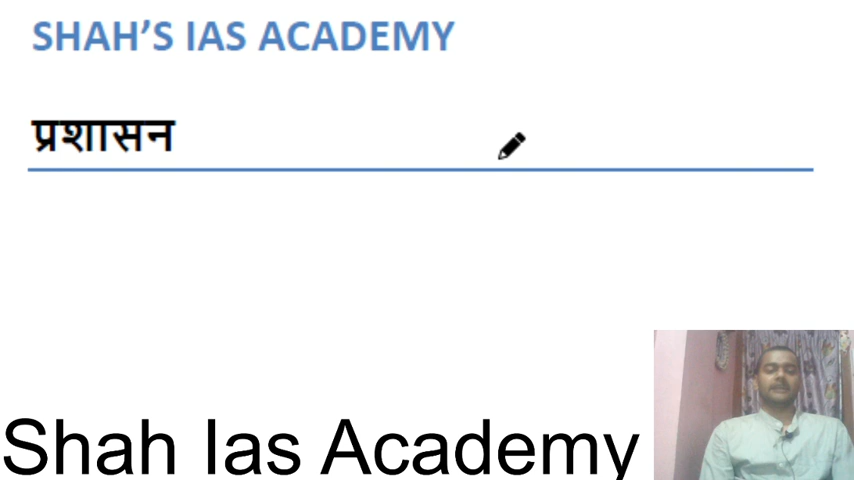 SHAH'S IAS ACADEMY
प्रशासन
Shah Ias Academy